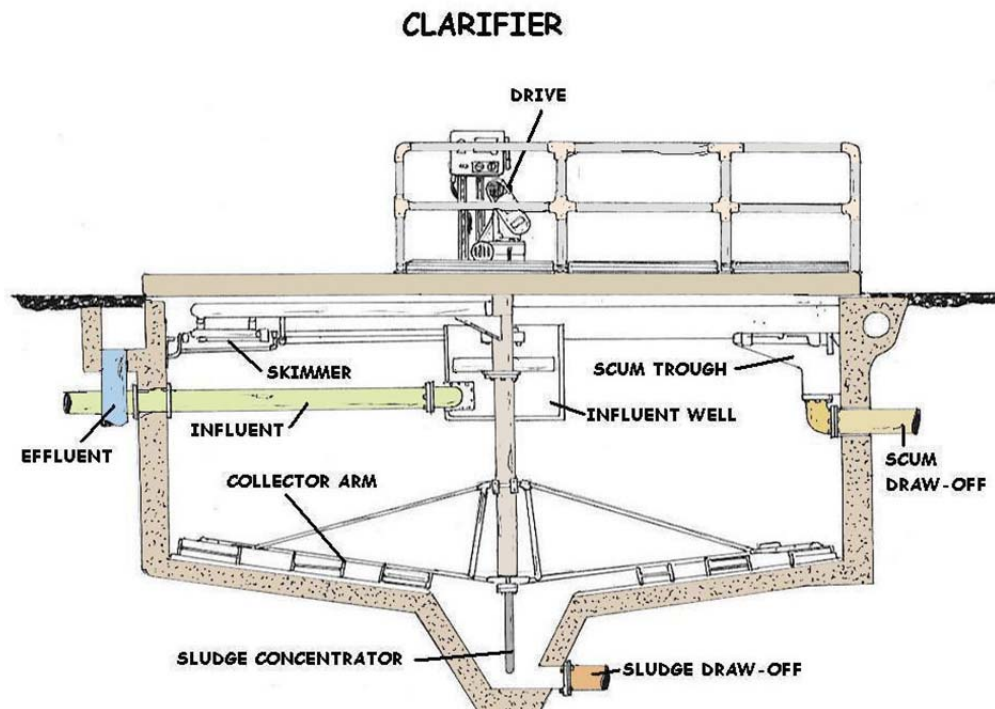 CLARIFIER
DRIVE
SKIMMER
SCUM TROUGH
INFLUENT
INFLUENT WELL
EFFLUENT
SCUM
DRAW-OFF
COLLECTOR ARM
SLUDGE CONCENTRATOR
SLUDGE DRAW-OFF